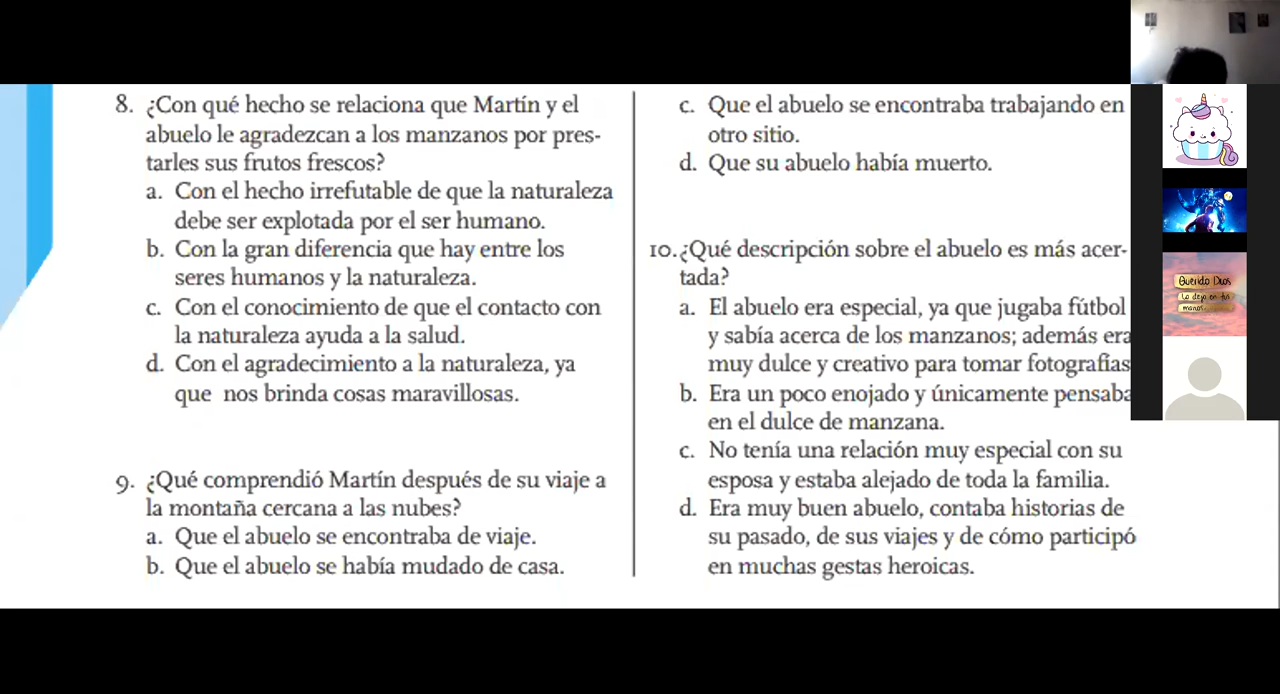 8. ¿Con qué hecho se relaciona que Martín y el
abuelo le agradezcan a los manzanos por pres-
tarles sus frutos frescos?
a. Con el hecho irrefutable de que la naturaleza
debe ser explotada por el ser humano.
b. Con la gran diferencia que hay entre los
seres humanos y la naturaleza.
c. Con el conocimiento de que el contacto con
la naturaleza ayuda a la salud.
d. Con el agradecimiento a la naturaleza, ya
que nos brinda cosas maravillosas.
9. ¿Qué comprendió Martín después de su viaje a
la montaña cercana a las nubes?
a. Que el abuelo se encontraba de viaje.
b. Que el abuelo se había mudado de casa.
c. Que el abuelo se encontraba trabajando en
otro sitio.
d. Que su abuelo había muerto.
10. ¿Qué descripción sobre el abuelo es más acer-
tada?
a. El abuelo era especial, ya que jugaba fútbol
y sabía acerca de los manzanos; además era
muy dulce y creativo para tomar fotografías
b. Era un poco enojado y únicamente pensaba
en el dulce de manzana.
c. No tenía una relación muy especial con su
esposa y estaba alejado de toda la familia.
d. Era muy buen abuelo, contaba historias de
su pasado, de sus viajes y de cómo participó
en muchas gestas heroicas.
Querido Dios
Lo dejo en tus
manos.